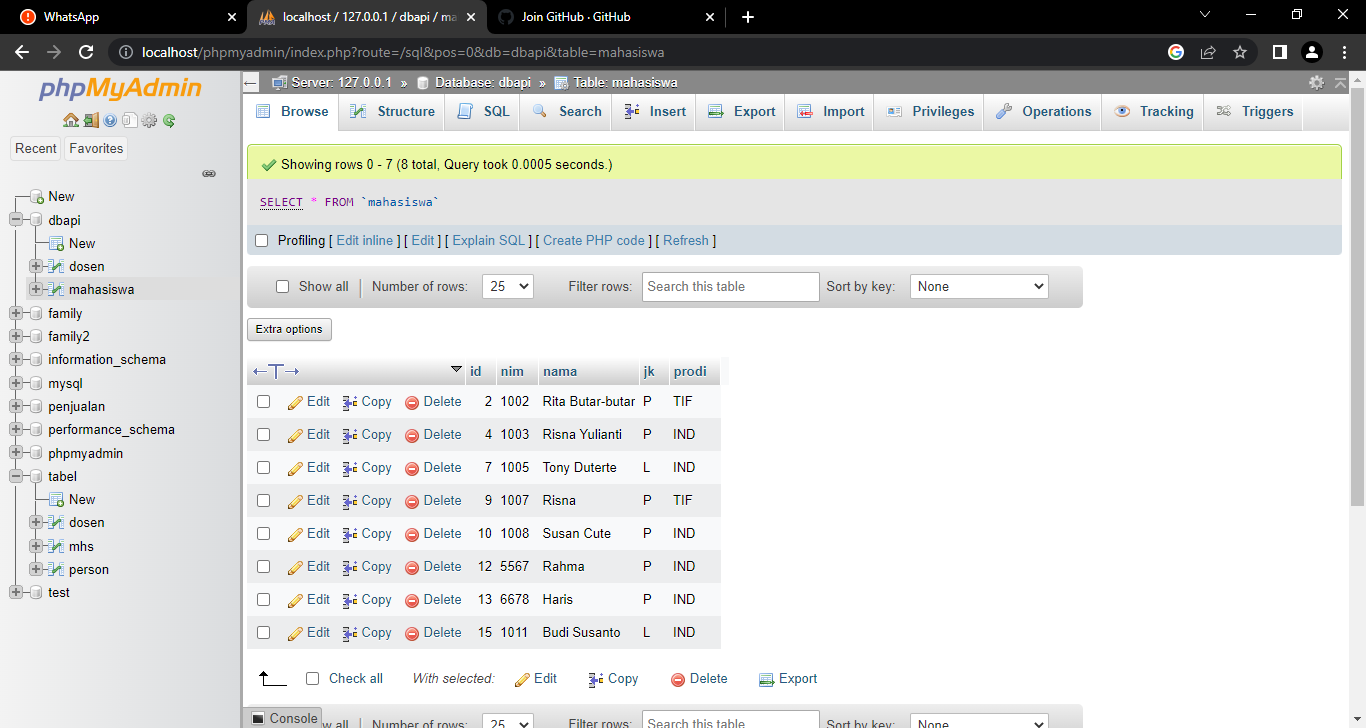 WhatsApp
localhost / 127.0.0.1 / dbapi / ma
Join GitHub · GitHub
localhost/phpmyadmin/index.php?route=/sql&pos=0&db=dbapi&table=mahasiswa
phpMyAdmin
Recent Favorites
New
dbapi
New
dosen
mahasiswa
family
family2
information_schema
mysql
penjualan
performance_schema
phpmyadmin
tabel
New
dosen
mhs
person
test
Server: 127.0.0.1 » Database: dbapi » Table: mahasiswa
Browse Structure SQL Search Insert Export Import Privileges Operations Tracking Triggers
Showing rows 0 - 7 (8 total, Query took 0.0005 seconds.)
SELECT * FROM `mahasiswa`
Profiling [ Edit inline ] [ Edit ] [ Explain SQL ] [ Create PHP code ] [ Refresh ]
Show all Number of rows: 25 Filter rows: Search this table Sort by key: None
Extra options
←T→ id nim nama jk prodi
Edit Copy Delete 2 1002 Rita Butar-butar P TIF
Edit Copy Delete 4 1003 Risna Yulianti P IND
Edit Copy Delete 7 1005 Tony Duterte L IND
Edit Copy Delete 9 1007 Risna P TIF
Edit Copy Delete 10 1008 Susan Cute P IND
Edit Copy Delete 12 5567 Rahma P IND
Edit Copy Delete 13 6678 Haris P IND
Edit Copy Delete 15 1011 Budi Susanto L IND
Check all With selected: Edit Copy Delete Export
Console
w all Number of rows: 25 Filter rows: Search this table Sort by key: None